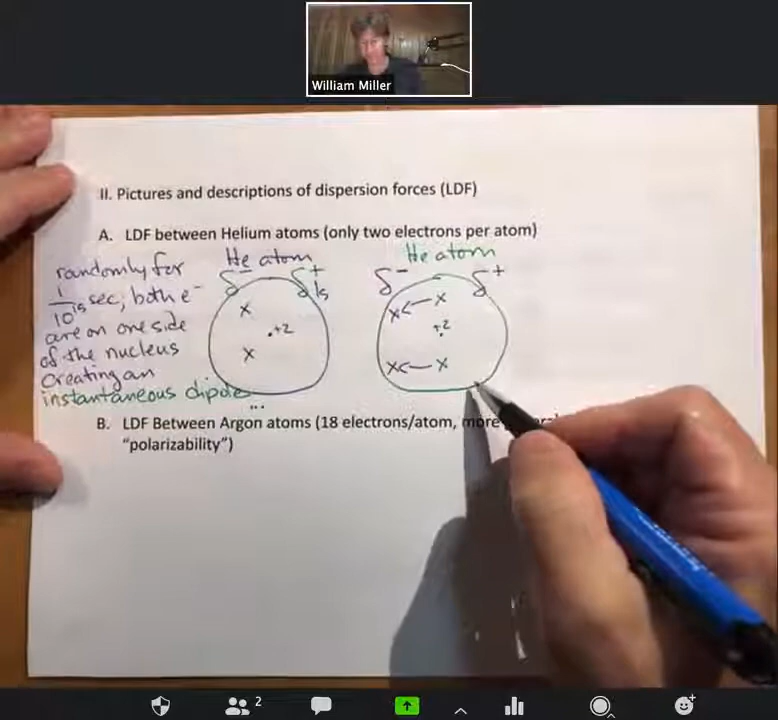 William Miller
II. Pictures and descriptions of dispersion forces (LDF)
A. LDF between Helium atoms (only two electrons per atom)
randomly for
1/10^15 sec, both e⁻
are on one side
of the nucleus
creating an
instantaneous dipole
...
He atom
δ⁻ δ⁺
1s
x
.+2
x
He atom
δ⁻ δ⁺
x<—x
+2
x<—x
B. LDF Between Argon atoms (18 electrons/atom, more
"polarizability")
2